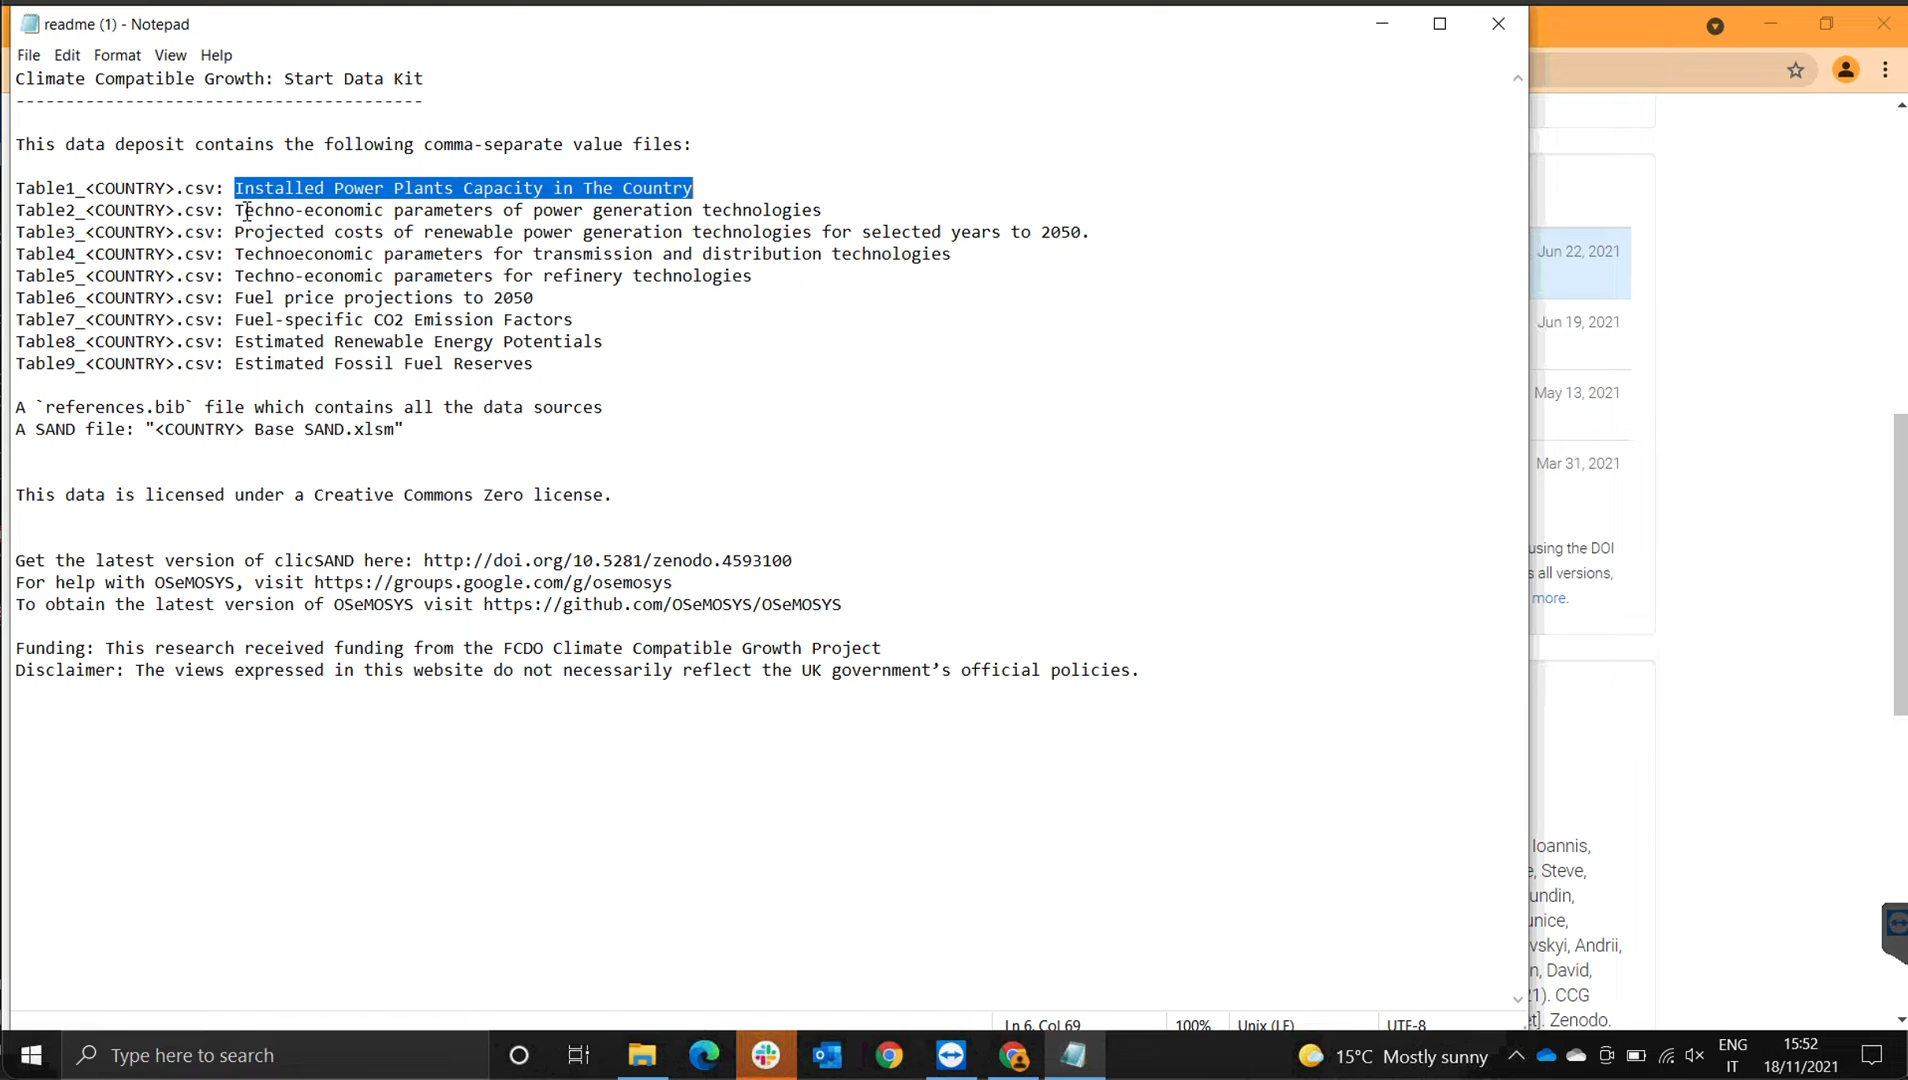 readme (1) - Notepad
File Edit Format View Help
Climate Compatible Growth: Start Data Kit
-----------------------------------------
This data deposit contains the following comma-separate value files:
Table1_<COUNTRY>.csv: Installed Power Plants Capacity in The Country
Table2_<COUNTRY>.csv: Techno-economic parameters of power generation technologies
Table3_<COUNTRY>.csv: Projected costs of renewable power generation technologies for selected years to 2050.
Table4_<COUNTRY>.csv: Technoeconomic parameters for transmission and distribution technologies
Table5_<COUNTRY>.csv: Techno-economic parameters for refinery technologies
Table6_<COUNTRY>.csv: Fuel price projections to 2050
Table7_<COUNTRY>.csv: Fuel-specific CO2 Emission Factors
Table8_<COUNTRY>.csv: Estimated Renewable Energy Potentials
Table9_<COUNTRY>.csv: Estimated Fossil Fuel Reserves
A `references.bib` file which contains all the data sources
A SAND file: "<COUNTRY> Base SAND.xlsm"
This data is licensed under a Creative Commons Zero license.
Get the latest version of clicSAND here: http://doi.org/10.5281/zenodo.4593100
For help with OSeMOSYS, visit https://groups.google.com/g/osemosys
To obtain the latest version of OSeMOSYS visit https://github.com/OSeMOSYS/OSeMOSYS
Funding: This research received funding from the FCDO Climate Compatible Growth Project
Disclaimer: The views expressed in this website do not necessarily reflect the UK government’s official policies.
Ln 6, Col 69 100% Unix (LF) UTF-8
Jun 22, 2021
Jun 19, 2021
May 13, 2021
Mar 31, 2021
using the DOI
s all versions,
more.
Ioannis,
e, Steve,
undin,
unice,
vskyi, Andrii,
n, David,
21). CCG
et]. Zenodo.
Type here to search
15°C Mostly sunny
ENG
IT
15:52
18/11/2021